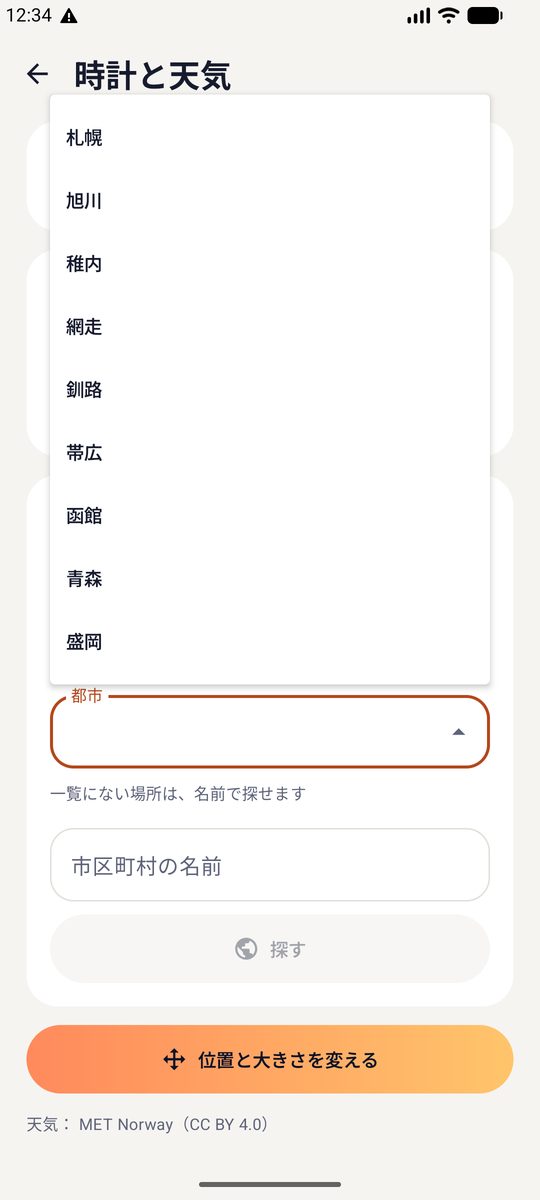 12:34
時計と天気
札幌
旭川
稚内
網走
釧路
帯広
函館
青森
盛岡
都市
一覧にない場所は、名前で探せます
市区町村の名前
探す
位置と大きさを変える
天気： MET Norway（CC BY 4.0）